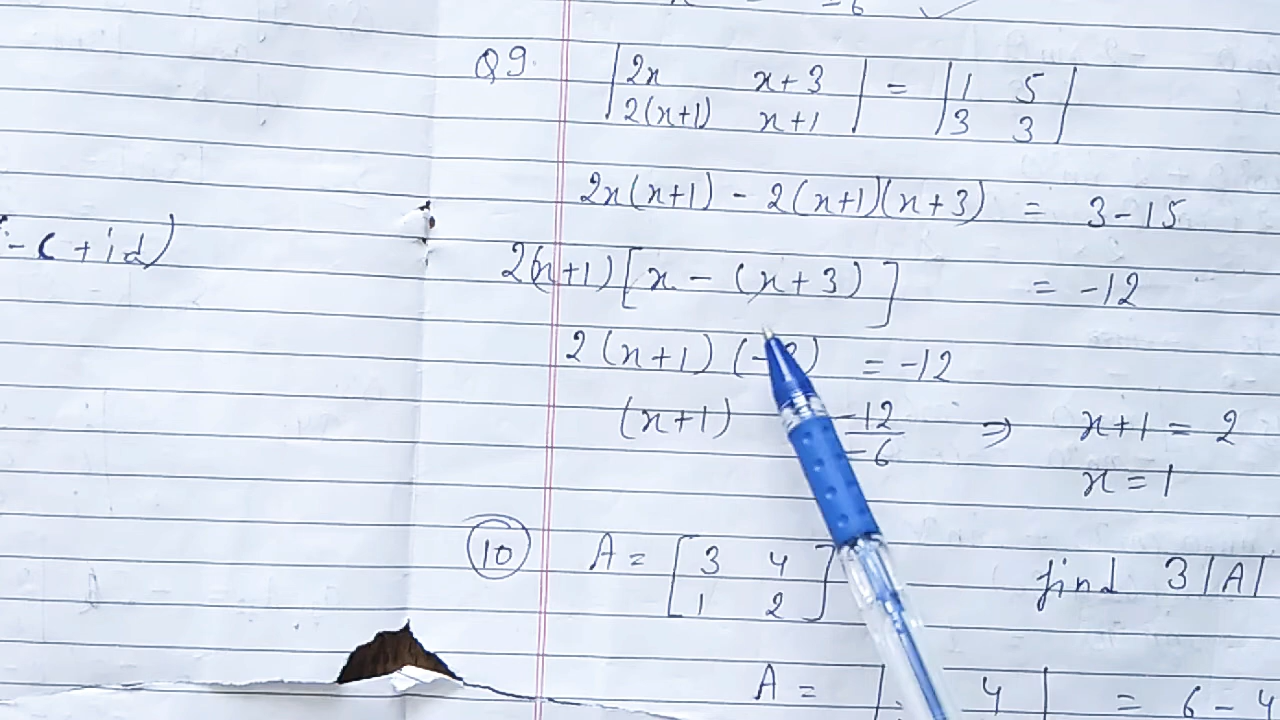 = -6 ✓
Q9. |2x x+3| = |1 5|
|2(x+1) x+1| |3 3|
2x(x+1) - 2(x+1)(x+3) = 3-15
-c + id)
2(x+1)[x - (x+3)] = -12
2(x+1)(-3) = -12
(x+1) -12/-6 ⇒ x+1 = 2
x = 1
(10) A = [3 4 find 3|A|
1 2]
A = | 4 | = 6-4